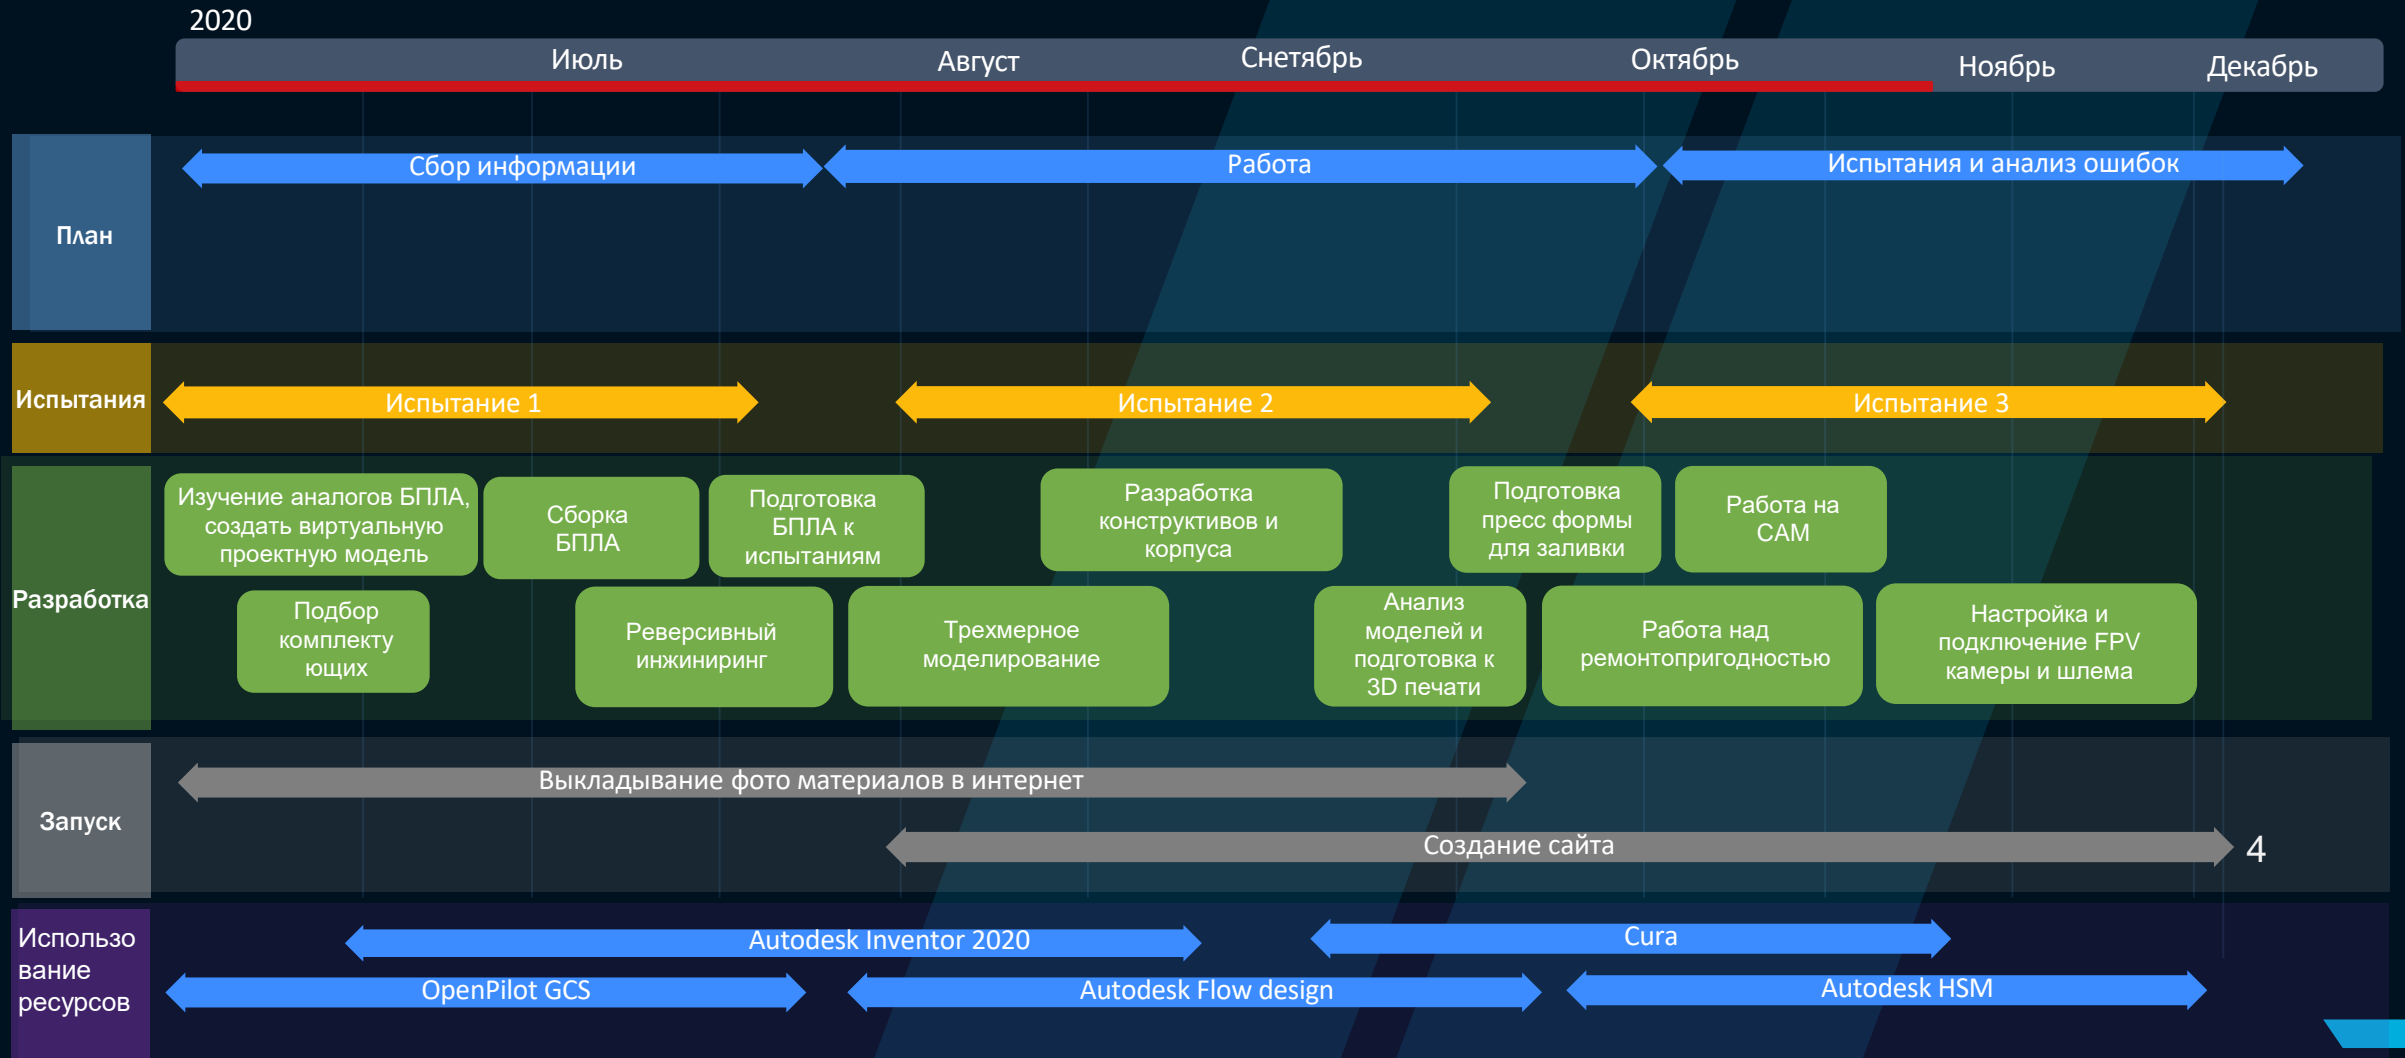 2020
Июль
Август
Снетябрь
Октябрь
Ноябрь
Декабрь
План
Сбор информации
Работа
Испытания и анализ ошибок
Испытания
Испытание 1
Испытание 2
Испытание 3
Разработка
Изучение аналогов БПЛА,
создать виртуальную
проектную модель
Сборка
БПЛА
Подготовка
БПЛА к
испытаниям
Разработка
конструктивов и
корпуса
Подготовка
пресс формы
для заливки
Работа на
САМ
Подбор
комплекту
ющих
Реверсивный
инжиниринг
Трехмерное
моделирование
Анализ
моделей и
подготовка к
3D печати
Работа над
ремонтопригодностью
Настройка и
подключение FPV
камеры и шлема
Запуск
Выкладывание фото материалов в интернет
Создание сайта
4
Использо
вание
ресурсов
Autodesk Inventor 2020
Cura
OpenPilot GCS
Autodesk Flow design
Autodesk HSM